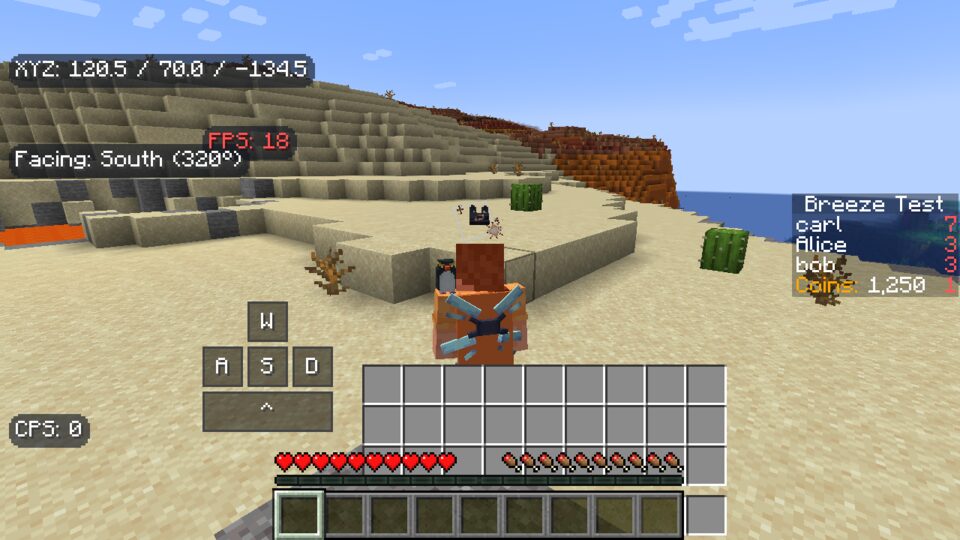 XYZ: 120.5 / 70.0 / -134.5
FPS: 18
Facing: South (320°)
Breeze Test
carl 7
Alice 3
bob 3
Coins: 1,250 1
W
A S D
^
CPS: 0